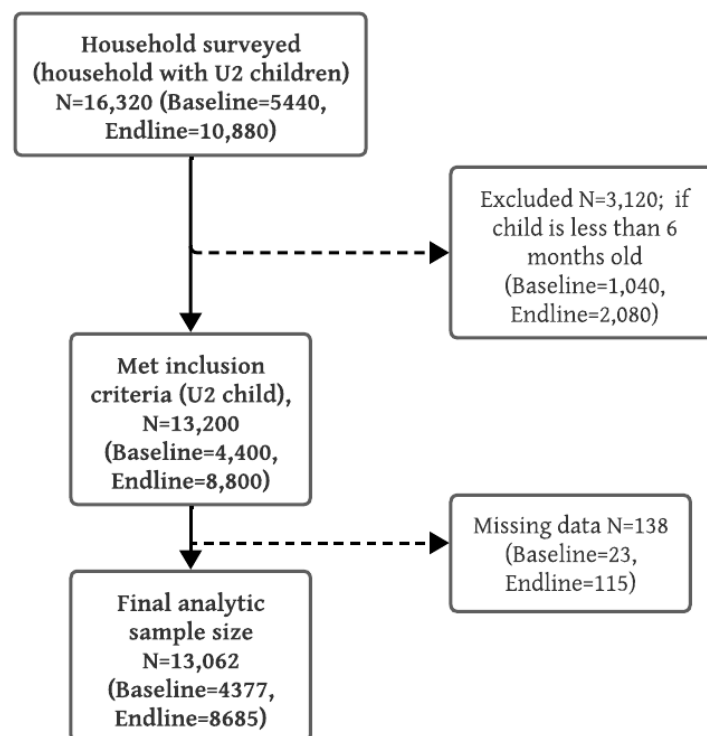 Household surveyed
(household with U2 children)
N=16,320 (Baseline=5440,
Endline=10,880)
Excluded N=3,120; if
child is less than 6
months old
(Baseline=1,040,
Endline=2,080)
Met inclusion
criteria (U2 child),
N=13,200
(Baseline=4,400,
Endline=8,800)
Missing data N=138
(Baseline=23,
Endline=115)
Final analytic
sample size
N=13,062
(Baseline=4377,
Endline=8685)